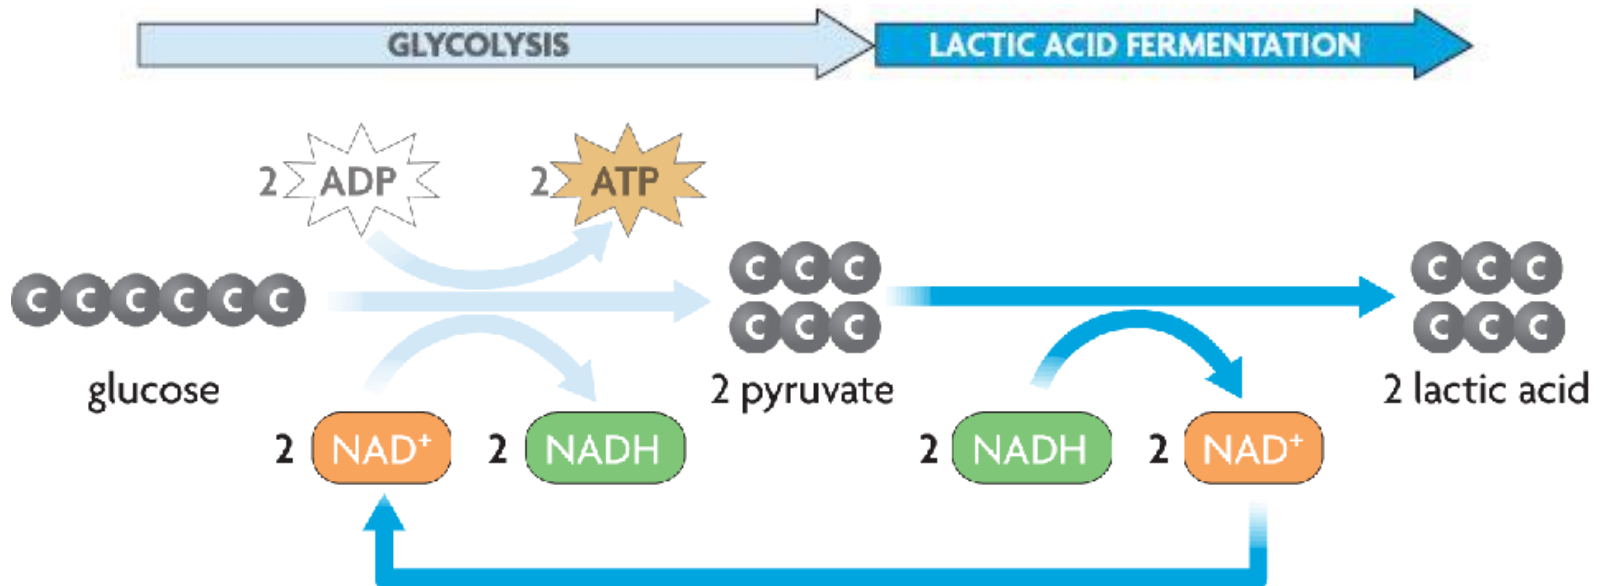 GLYCOLYSIS
LACTIC ACID FERMENTATION
2 ADP
2 ATP
CCCCCC
CCC
CCC
CCC
CCC
glucose
2 pyruvate
2 lactic acid
2 NAD⁺
2 NADH
2 NADH
2 NAD⁺